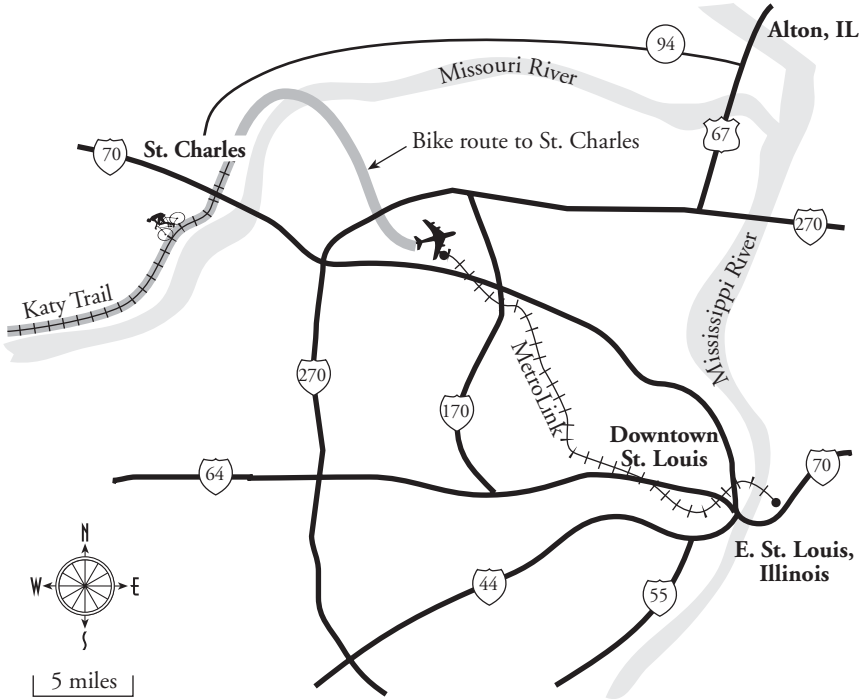 Alton, IL
94
Missouri River
67
Bike route to St. Charles
70
St. Charles
270
Katy Trail
Mississippi River
270
MetroLink
170
Downtown
St. Louis
70
64
E. St. Louis,
Illinois
44
55
N
W
E
S
5 miles